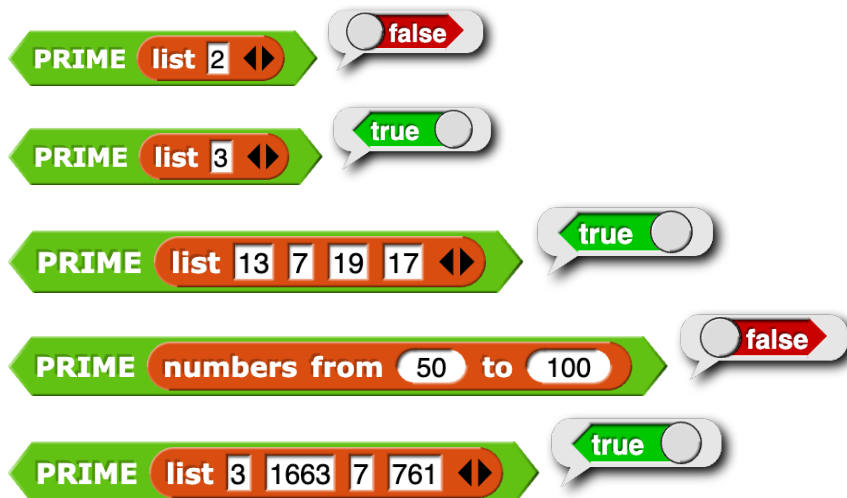 PRIME list 2 false
PRIME list 3 true
PRIME list 13 7 19 17 true
PRIME numbers from 50 to 100 false
PRIME list 3 1663 7 761 true